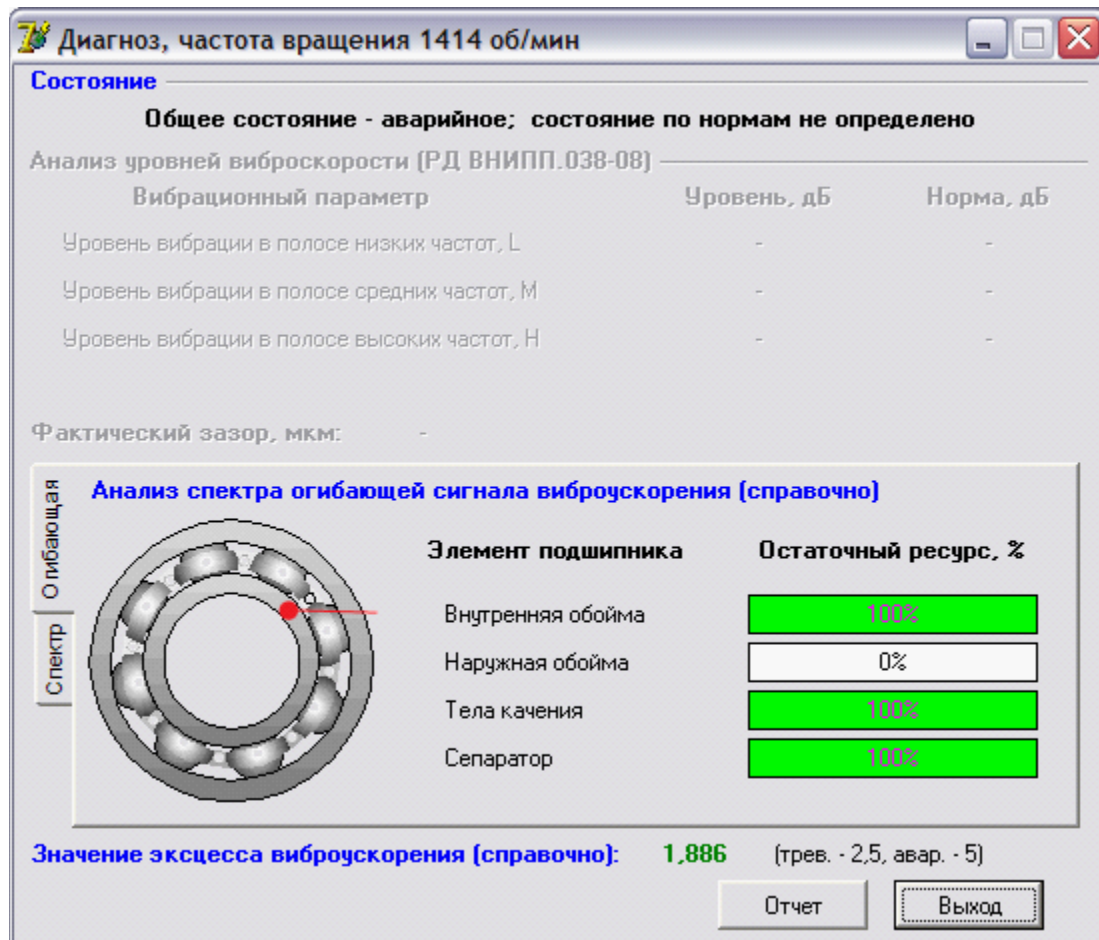 Диагноз, частота вращения 1414 об/мин
Состояние
Общее состояние - аварийное; состояние по нормам не определено
Анализ уровней виброскорости (РД ВНИПП.038-08)
Вибрационный параметр Уровень, дБ Норма, дБ
Уровень вибрации в полосе низких частот, L - -
Уровень вибрации в полосе средних частот, M - -
Уровень вибрации в полосе высоких частот, H - -
Фактический зазор, мкм: -
Огибающая
Спектр
Анализ спектра огибающей сигнала виброускорения (справочно)
Элемент подшипника Остаточный ресурс, %
Внутренняя обойма 100%
Наружная обойма 0%
Тела качения 100%
Сепаратор 100%
Значение эксцесса виброускорения (справочно): 1,886 (трев. - 2,5, авар. - 5)
Отчет Выход